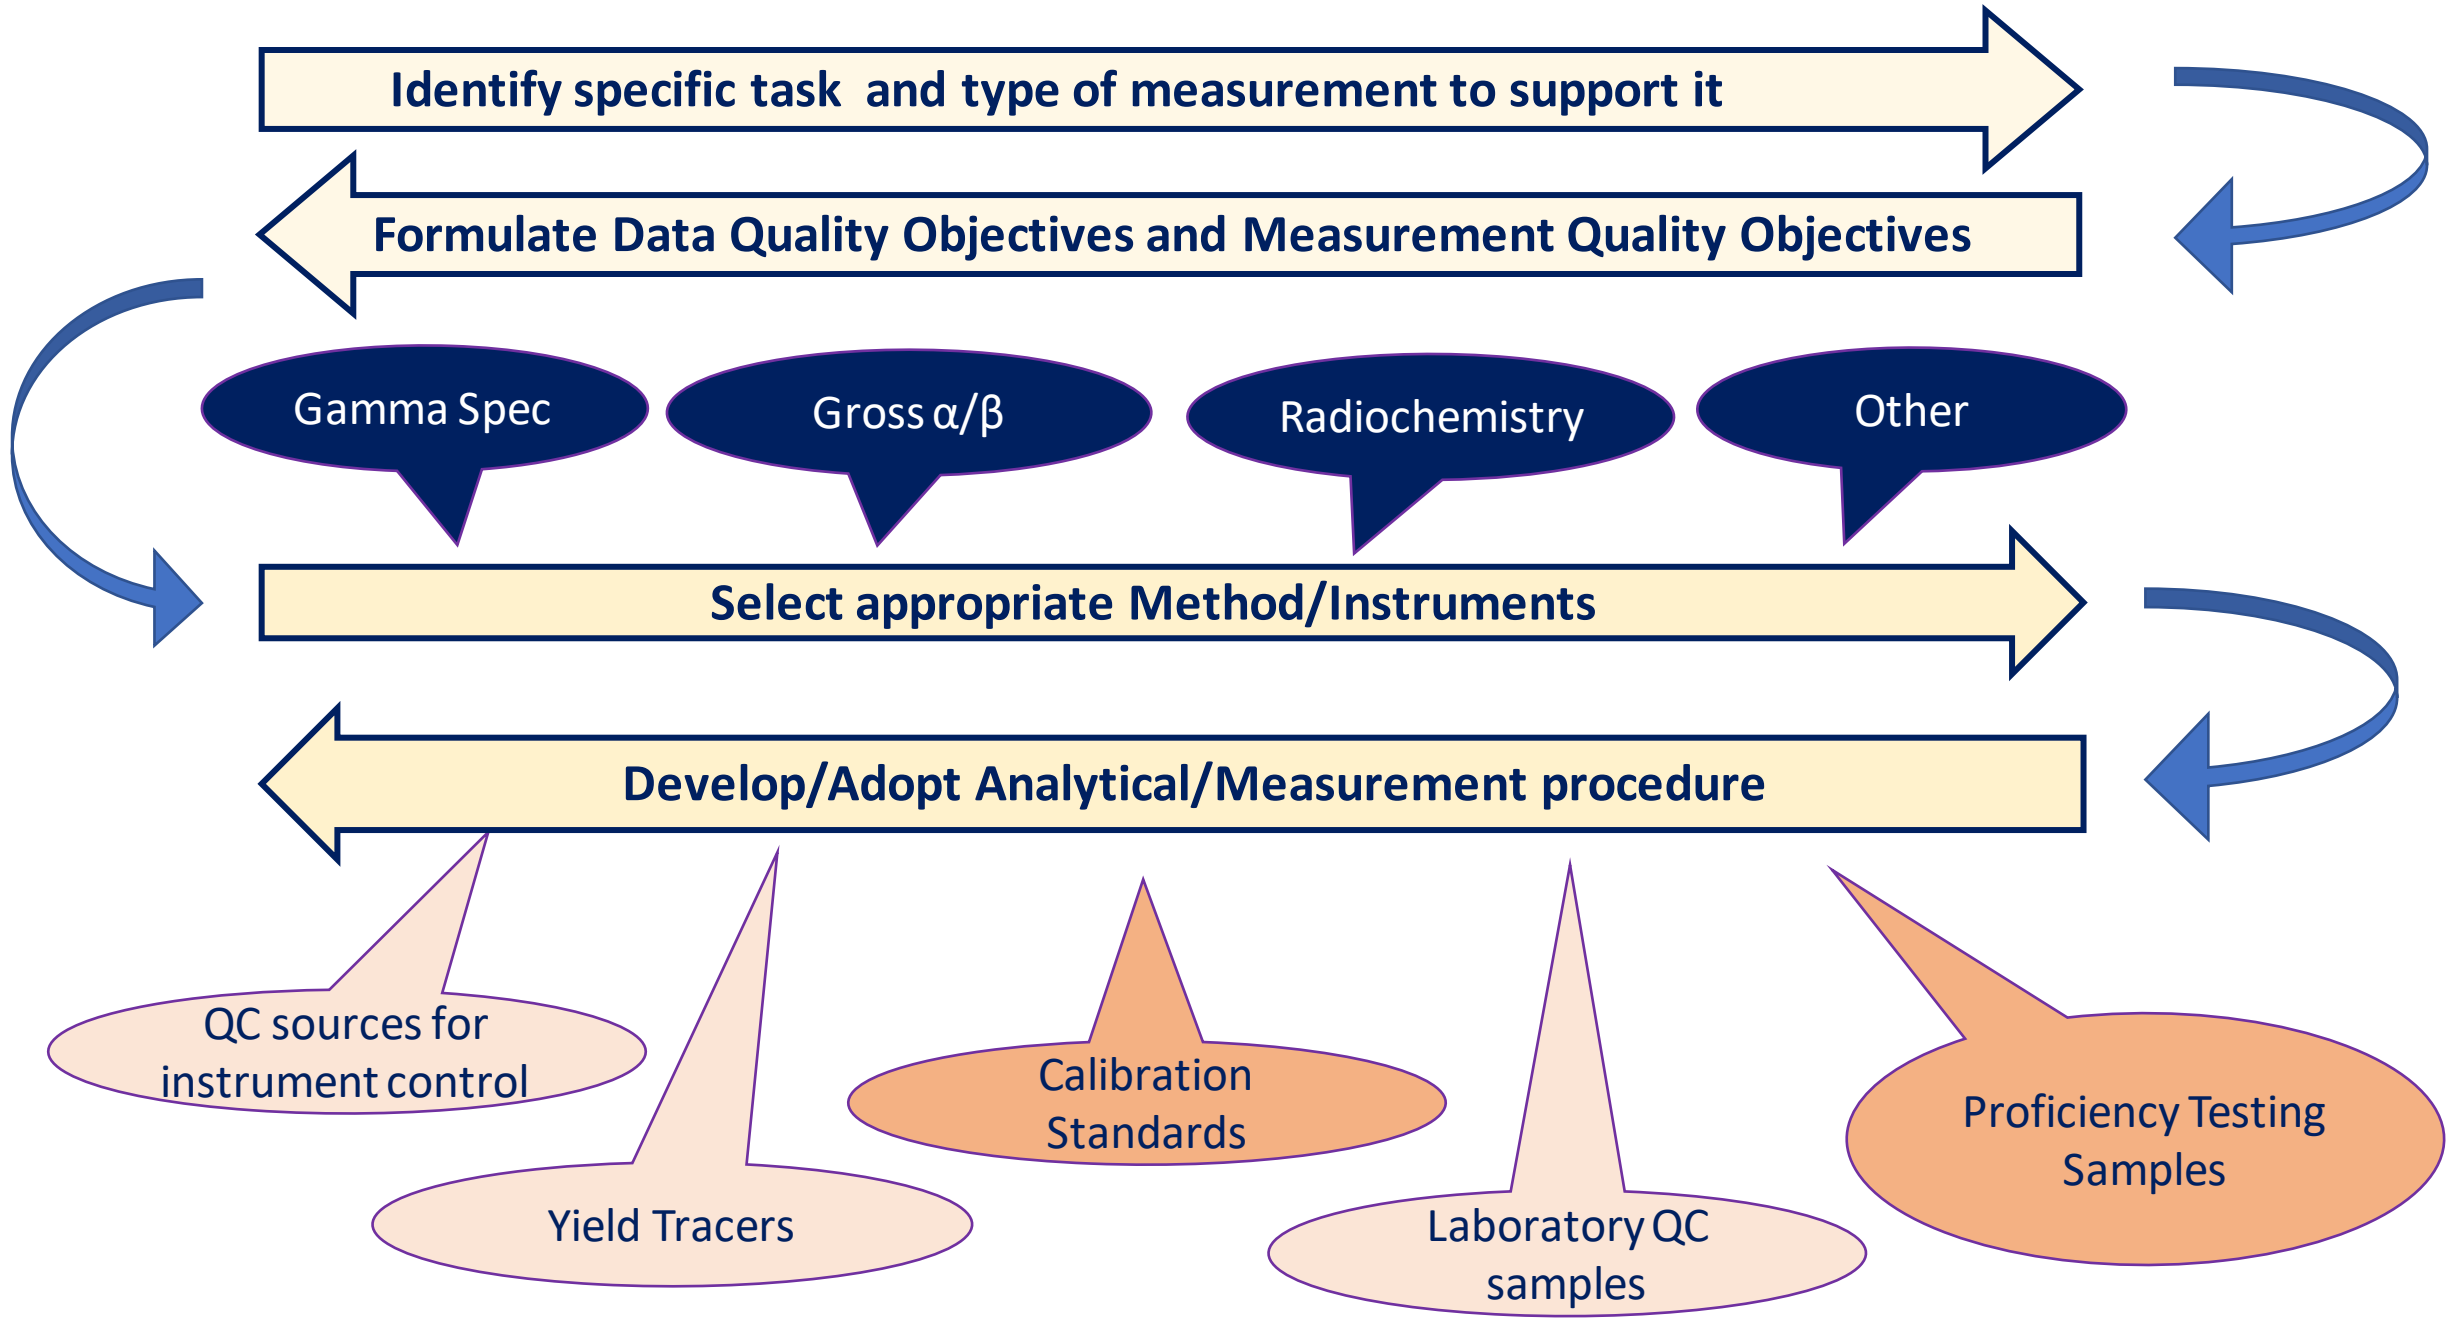 Identify specific task and type of measurement to support it
Formulate Data Quality Objectives and Measurement Quality Objectives
Gamma Spec
Gross α/β
Radiochemistry
Other
Select appropriate Method/Instruments
Develop/Adopt Analytical/Measurement procedure
QC sources for
instrument control
Yield Tracers
Calibration
Standards
Laboratory QC
samples
Proficiency Testing
Samples